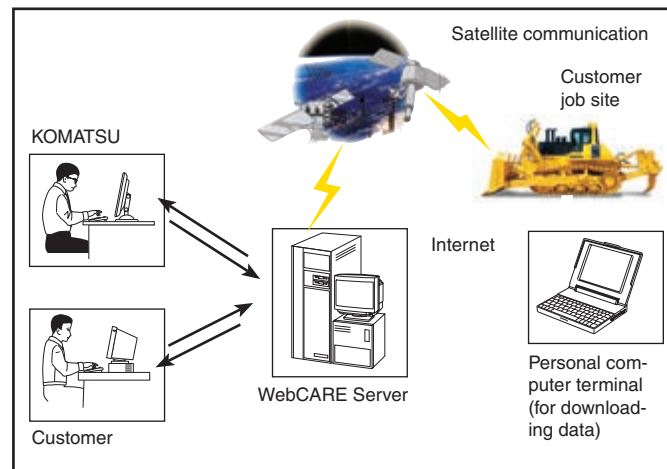 Satellite communication
Customer
job site
KOMATSU
Internet
WebCARE Server
Personal com-
puter terminal
(for download-
ing data)
Customer